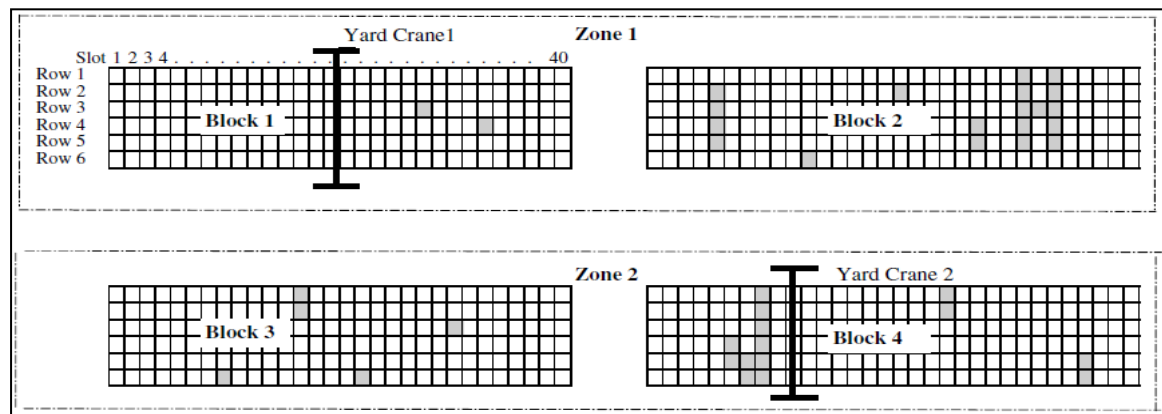 Yard Crane1 Zone 1
Slot 1 2 3 4 . . . . . . . . . . . . . . . . . . . . . . . . 40
Row 1
Row 2
Row 3
Row 4
Row 5
Row 6
Block 1
Block 2
Zone 2
Yard Crane 2
Block 3
Block 4